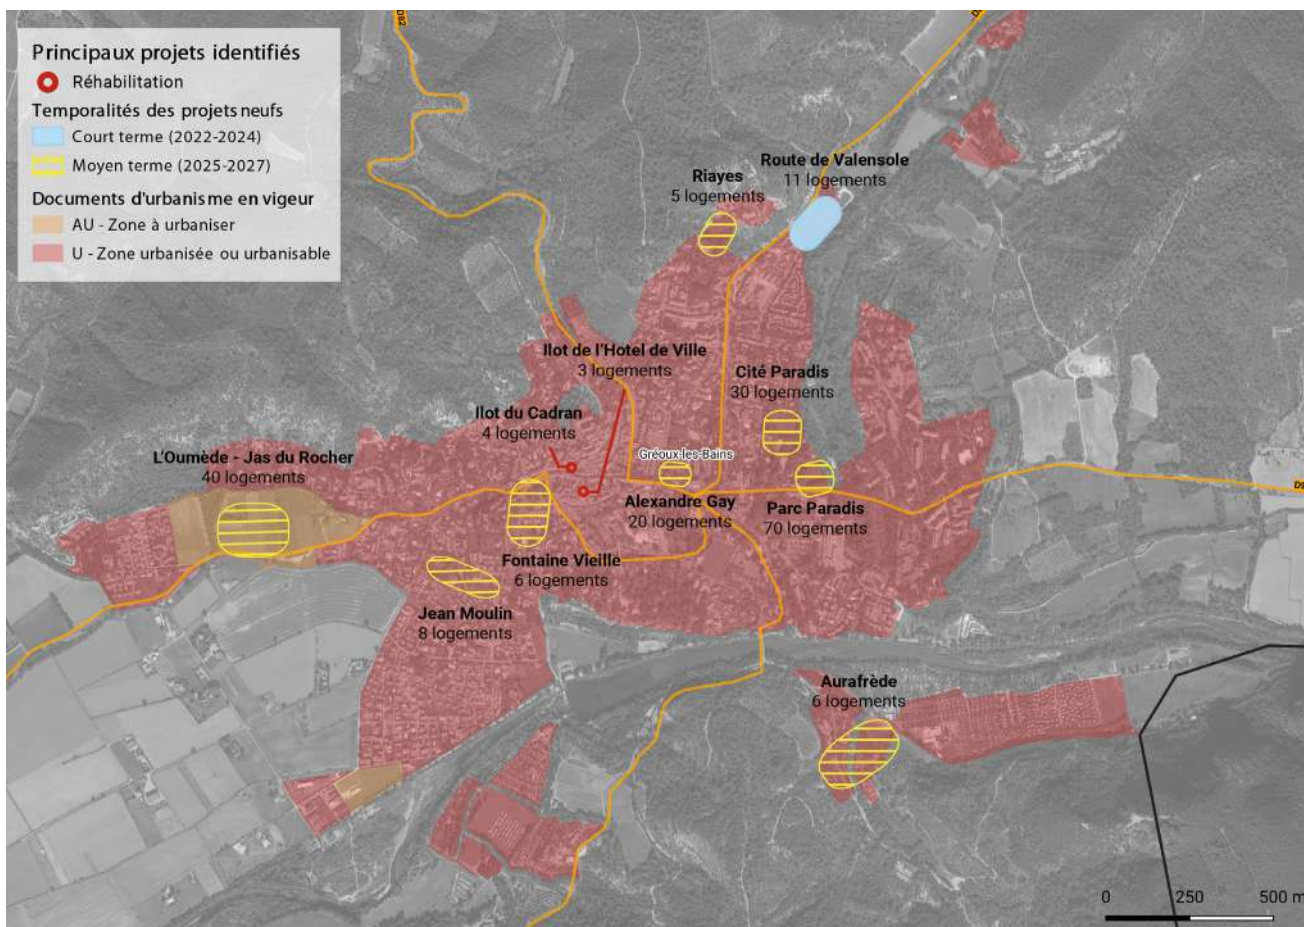 Principaux projets identifiés
Réhabilitation
Temporalités des projets neufs
Court terme (2022-2024)
Moyen terme (2025-2027)
Documents d'urbanisme en vigueur
AU - Zone à urbaniser
U - Zone urbanisée ou urbanisable
D82
Route de Valensole
11 logements
Riayes
5 logements
Ilot de l'Hotel de Ville
3 logements
Cité Paradis
30 logements
Ilot du Cadran
4 logements
Gréoux-les-Bains
L'Oumède - Jas du Rocher
40 logements
Alexandre Gay
20 logements
Parc Paradis
70 logements
Fontaine Vieille
6 logements
Jean Moulin
8 logements
Aurafrède
6 logements
0 250 500 m